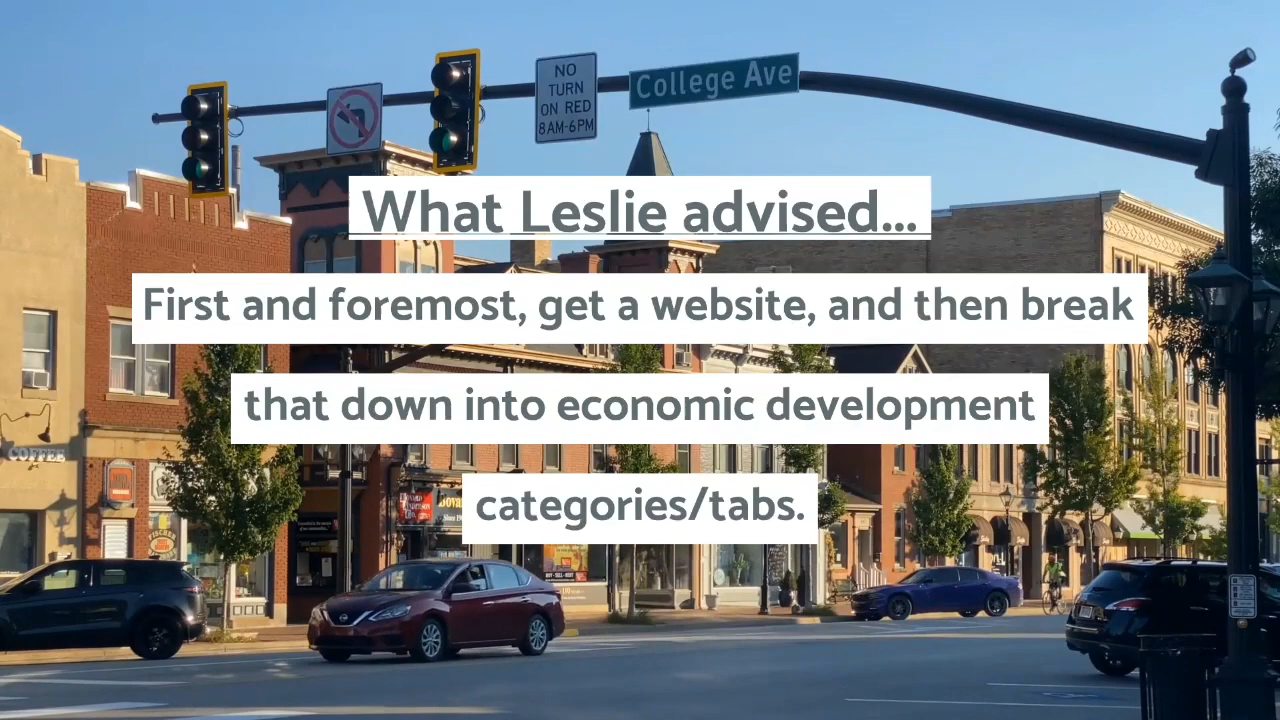 NO
TURN
ON RED
8AM-6PM
College Ave
What Leslie advised...
First and foremost, get a website, and then break
that down into economic development
categories/tabs.
COFFEE